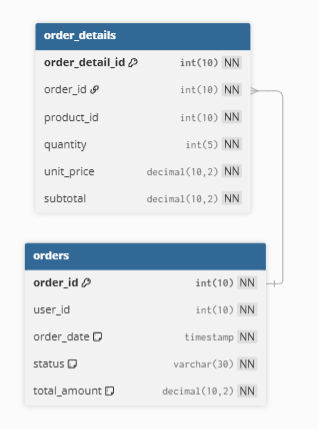 order_details
order_detail_id int(10) NN
order_id int(10) NN
product_id int(10) NN
quantity int(5) NN
unit_price decimal(10,2) NN
subtotal decimal(10,2) NN
orders
order_id int(10) NN
user_id int(10) NN
order_date timestamp NN
status varchar(30) NN
total_amount decimal(10,2) NN